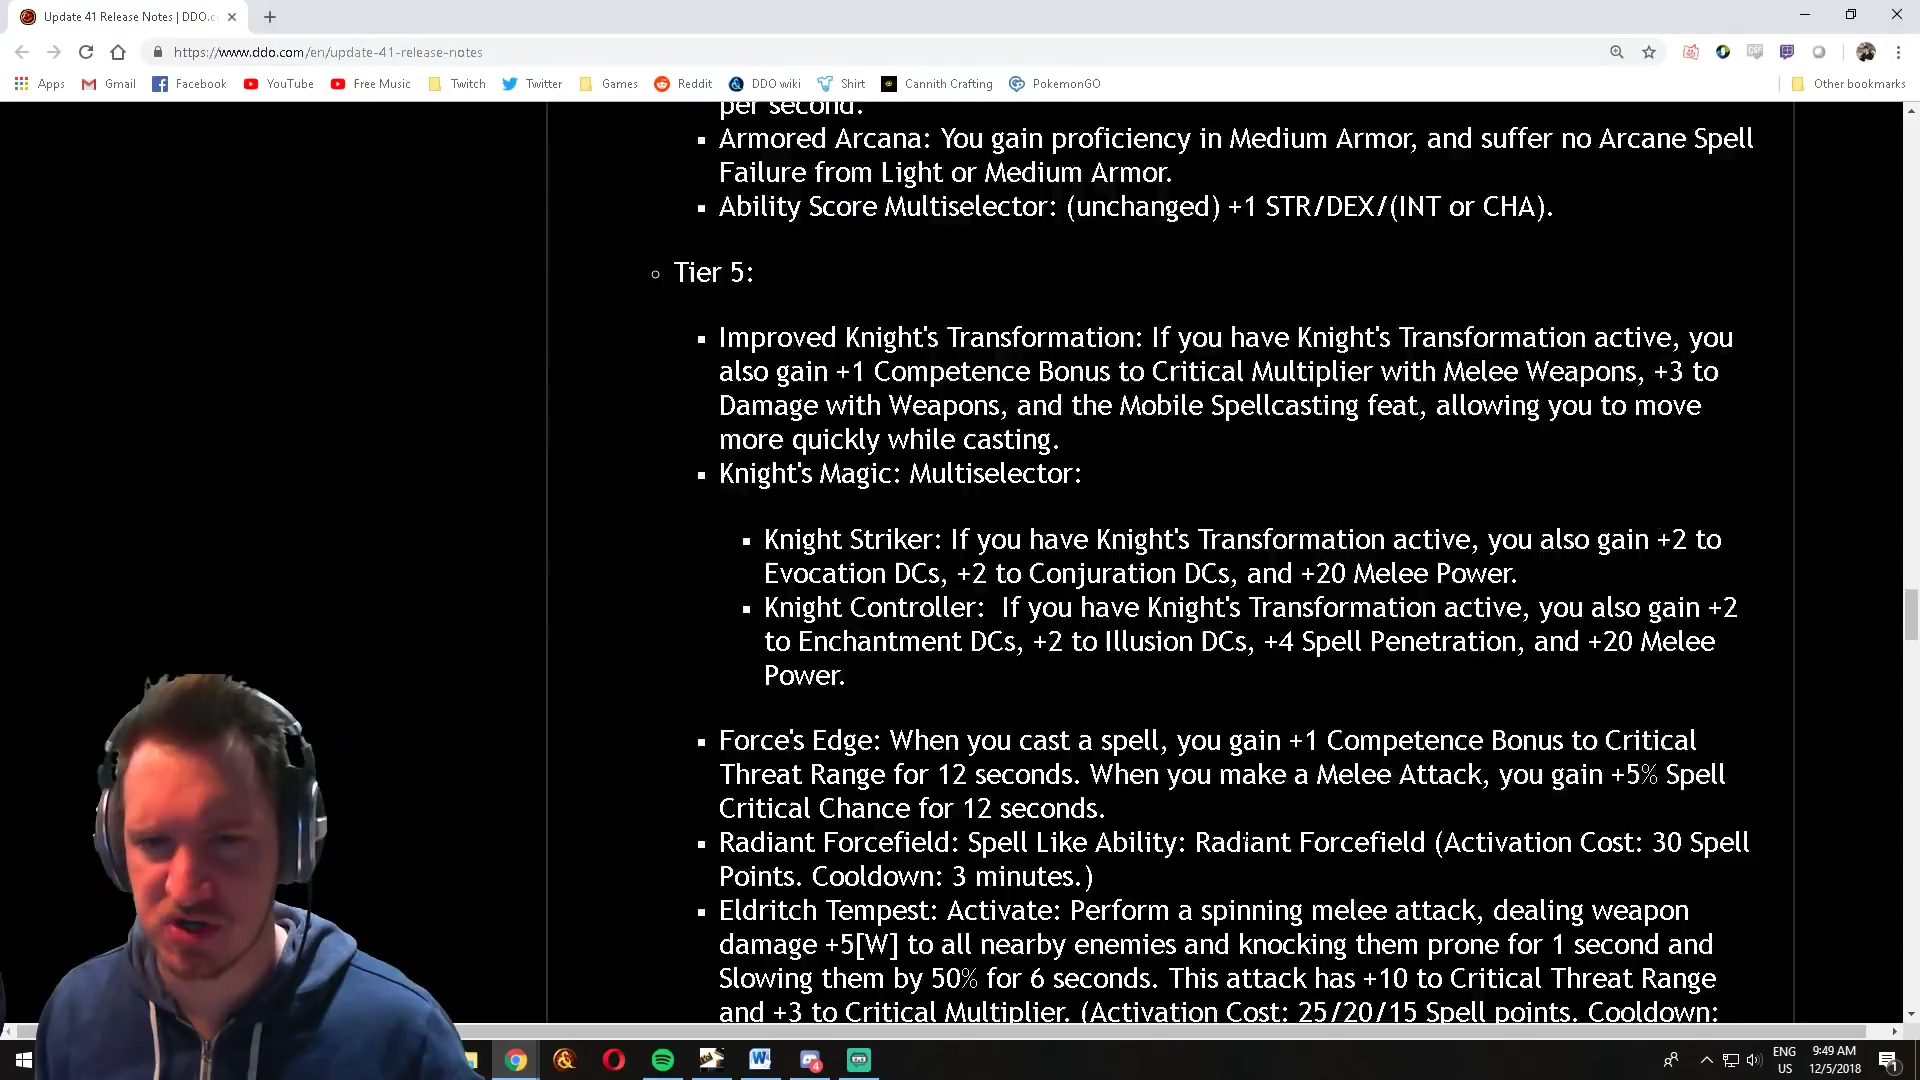 Update 41 Release Notes | DDO.c
https://www.ddo.com/en/update-41-release-notes
Apps Gmail Facebook YouTube Free Music Twitch Twitter Games Reddit DDO wiki Shirt Cannith Crafting PokemonGO Other bookmarks
per second.
▪ Armored Arcana: You gain proficiency in Medium Armor, and suffer no Arcane Spell
Failure from Light or Medium Armor.
▪ Ability Score Multiselector: (unchanged) +1 STR/DEX/(INT or CHA).
○ Tier 5:
▪ Improved Knight's Transformation: If you have Knight's Transformation active, you
also gain +1 Competence Bonus to Critical Multiplier with Melee Weapons, +3 to
Damage with Weapons, and the Mobile Spellcasting feat, allowing you to move
more quickly while casting.
▪ Knight's Magic: Multiselector:
▪ Knight Striker: If you have Knight's Transformation active, you also gain +2 to
Evocation DCs, +2 to Conjuration DCs, and +20 Melee Power.
▪ Knight Controller: If you have Knight's Transformation active, you also gain +2
to Enchantment DCs, +2 to Illusion DCs, +4 Spell Penetration, and +20 Melee
Power.
▪ Force's Edge: When you cast a spell, you gain +1 Competence Bonus to Critical
Threat Range for 12 seconds. When you make a Melee Attack, you gain +5% Spell
Critical Chance for 12 seconds.
▪ Radiant Forcefield: Spell Like Ability: Radiant Forcefield (Activation Cost: 30 Spell
Points. Cooldown: 3 minutes.)
▪ Eldritch Tempest: Activate: Perform a spinning melee attack, dealing weapon
damage +5[W] to all nearby enemies and knocking them prone for 1 second and
Slowing them by 50% for 6 seconds. This attack has +10 to Critical Threat Range
and +3 to Critical Multiplier. (Activation Cost: 25/20/15 Spell points. Cooldown:
4
ENG
US
9:49 AM
12/5/2018
1